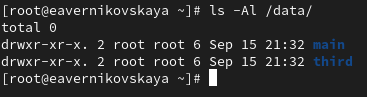 [root@eavernikovskaya ~]# ls -Al /data/
total 0
drwxr-xr-x. 2 root root 6 Sep 15 21:32 main
drwxr-xr-x. 2 root root 6 Sep 15 21:32 third
[root@eavernikovskaya ~]#